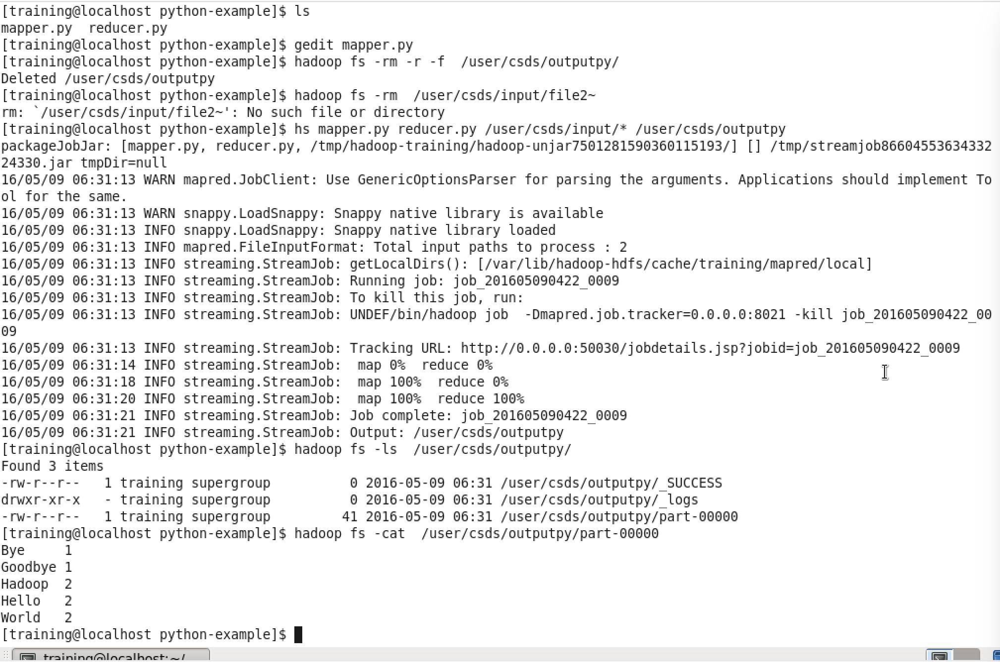 [training@localhost python-example]$ ls
mapper.py  reducer.py
[training@localhost python-example]$ gedit mapper.py
[training@localhost python-example]$ hadoop fs -rm -r -f  /user/csds/outputpy/
Deleted /user/csds/outputpy
[training@localhost python-example]$ hadoop fs -rm  /user/csds/input/file2~
rm: `/user/csds/input/file2~': No such file or directory
[training@localhost python-example]$ hs mapper.py reducer.py /user/csds/input/* /user/csds/outputpy
packageJobJar: [mapper.py, reducer.py, /tmp/hadoop-training/hadoop-unjar7501281590360115193/] [] /tmp/streamjob86604553634332
24330.jar tmpDir=null
16/05/09 06:31:13 WARN mapred.JobClient: Use GenericOptionsParser for parsing the arguments. Applications should implement To
ol for the same.
16/05/09 06:31:13 WARN snappy.LoadSnappy: Snappy native library is available
16/05/09 06:31:13 INFO snappy.LoadSnappy: Snappy native library loaded
16/05/09 06:31:13 INFO mapred.FileInputFormat: Total input paths to process : 2
16/05/09 06:31:13 INFO streaming.StreamJob: getLocalDirs(): [/var/lib/hadoop-hdfs/cache/training/mapred/local]
16/05/09 06:31:13 INFO streaming.StreamJob: Running job: job_201605090422_0009
16/05/09 06:31:13 INFO streaming.StreamJob: To kill this job, run:
16/05/09 06:31:13 INFO streaming.StreamJob: UNDEF/bin/hadoop job  -Dmapred.job.tracker=0.0.0.0:8021 -kill job_201605090422_00
09
16/05/09 06:31:13 INFO streaming.StreamJob: Tracking URL: http://0.0.0.0:50030/jobdetails.jsp?jobid=job_201605090422_0009
16/05/09 06:31:14 INFO streaming.StreamJob:  map 0%  reduce 0%
16/05/09 06:31:18 INFO streaming.StreamJob:  map 100%  reduce 0%
16/05/09 06:31:20 INFO streaming.StreamJob:  map 100%  reduce 100%
16/05/09 06:31:21 INFO streaming.StreamJob: Job complete: job_201605090422_0009
16/05/09 06:31:21 INFO streaming.StreamJob: Output: /user/csds/outputpy
[training@localhost python-example]$ hadoop fs -ls  /user/csds/outputpy/
Found 3 items
-rw-r--r--   1 training supergroup          0 2016-05-09 06:31 /user/csds/outputpy/_SUCCESS
drwxr-xr-x   - training supergroup          0 2016-05-09 06:31 /user/csds/outputpy/_logs
-rw-r--r--   1 training supergroup         41 2016-05-09 06:31 /user/csds/outputpy/part-00000
[training@localhost python-example]$ hadoop fs -cat  /user/csds/outputpy/part-00000
Bye     1
Goodbye 1
Hadoop  2
Hello   2
World   2
[training@localhost python-example]$
training@localhost:~/